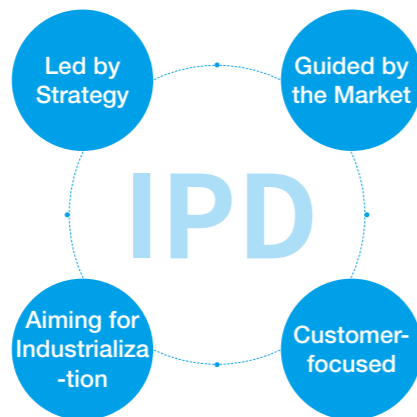 Led by
Strategy
Guided by
the Market
IPD
Aiming for
Industrializa
-tion
Customer-
focused